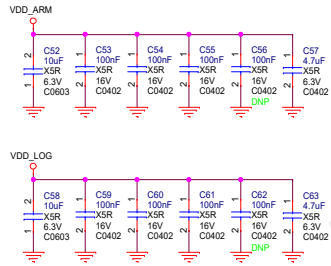 VDD_ARM
C52 C53 C54 C55 C56 C57
10uF 100nF 100nF 100nF 100nF 4.7uF
X5R X5R X5R X5R X5R X5R
6.3V 16V 16V 16V 16V 6.3V
C0603 C0402 C0402 C0402 C0402 C0402
DNP
2 1 1 1 1 1
1 2 2 2 2 2
VDD_LOG
C58 C59 C60 C61 C62 C63
10uF 100nF 100nF 100nF 100nF 4.7uF
X5R X5R X5R X5R X5R X5R
6.3V 16V 16V 16V 16V 6.3V
C0603 C0402 C0402 C0402 C0402 C0402
DNP
2 1 1 1 1 1
1 2 2 2 2 2